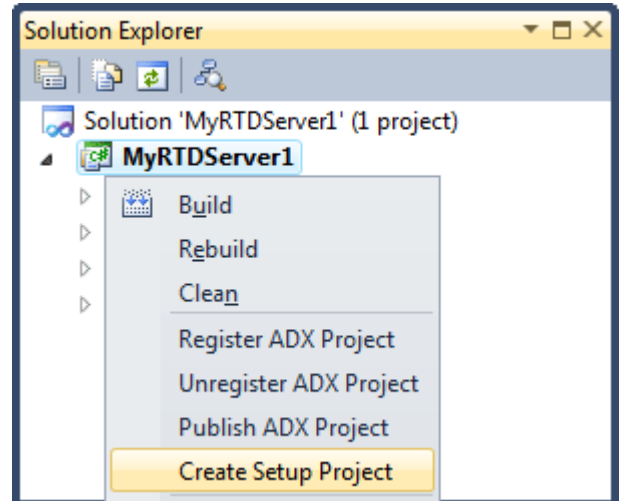 Solution Explorer
Solution 'MyRTDServer1' (1 project)
C# MyRTDServer1
Build
Rebuild
Clean
Register ADX Project
Unregister ADX Project
Publish ADX Project
Create Setup Project